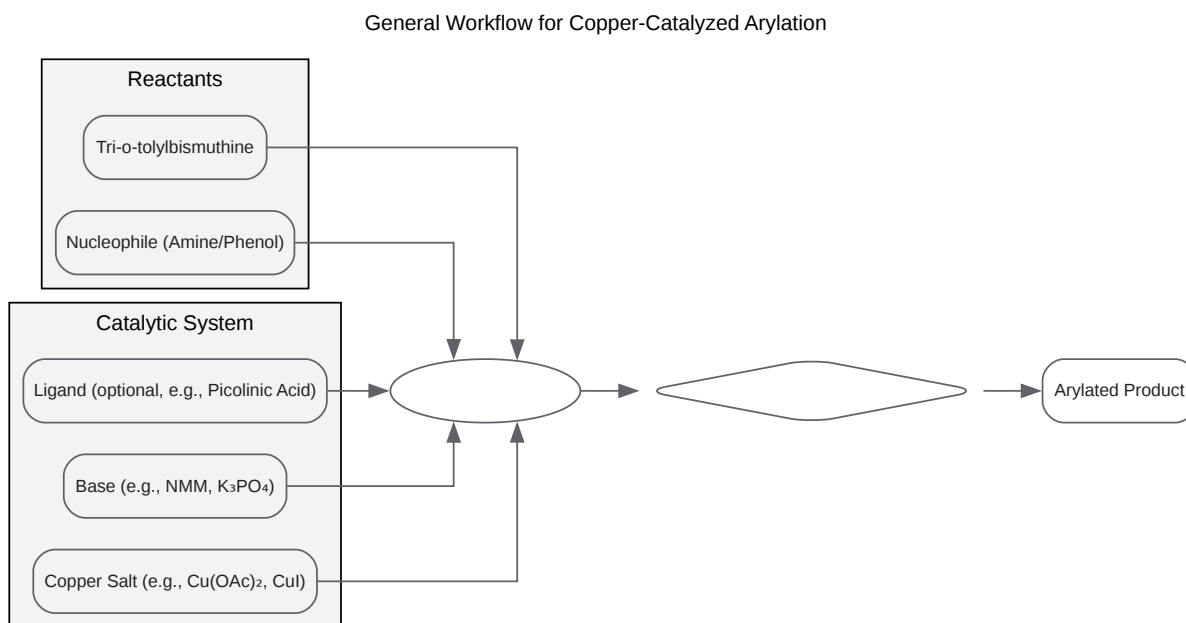 General Workflow for Copper-Catalyzed Arylation
Reactants
Tri-o-tolylbismuthine
Nucleophile (Amine/Phenol)
Catalytic System
Ligand (optional, e.g., Picolinic Acid)
Base (e.g., NMM, K₃PO₄)
Copper Salt (e.g., Cu(OAc)₂, CuI)
Arylated Product